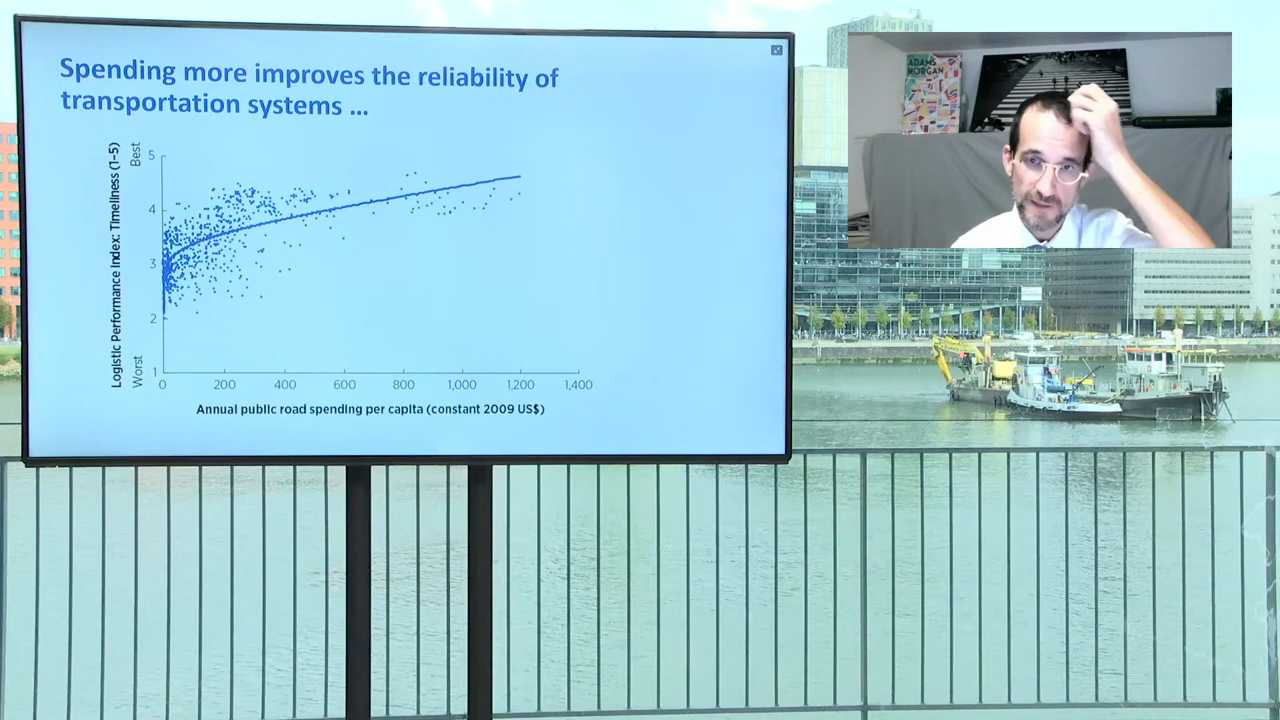 Spending more improves the reliability of
transportation systems ...
Logistic Performance Index: Timeliness (1–5)
Best
Worst
5
4
3
2
1
0
200
400
600
800
1,000
1,200
1,400
Annual public road spending per capita (constant 2009 US$)
ADAMS
MORGAN